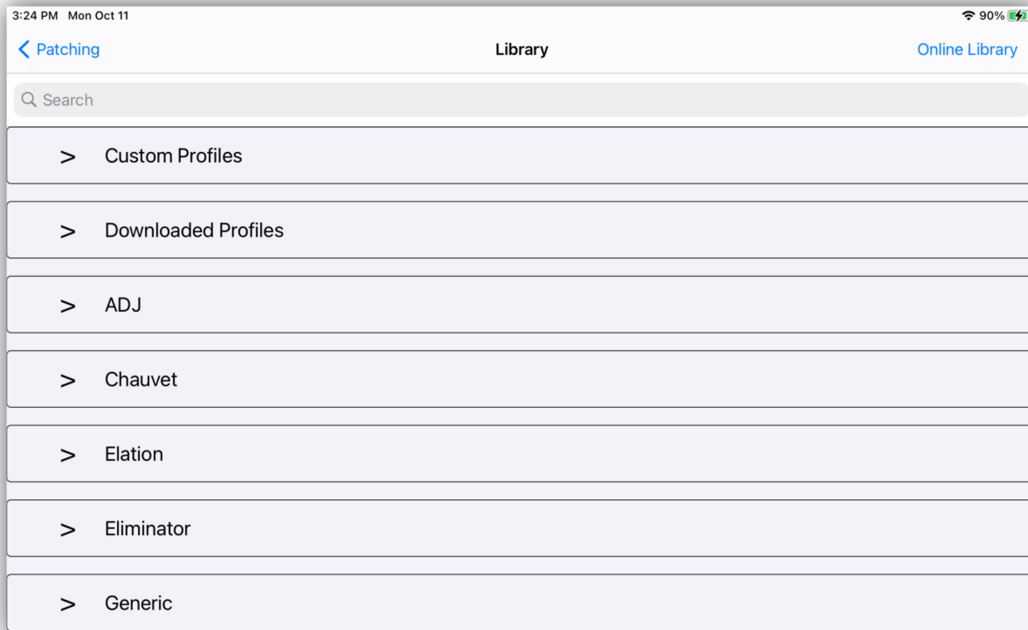 3:24 PM Mon Oct 11 90%
Patching Library Online Library
Search
> Custom Profiles
> Downloaded Profiles
> ADJ
> Chauvet
> Elation
> Eliminator
> Generic